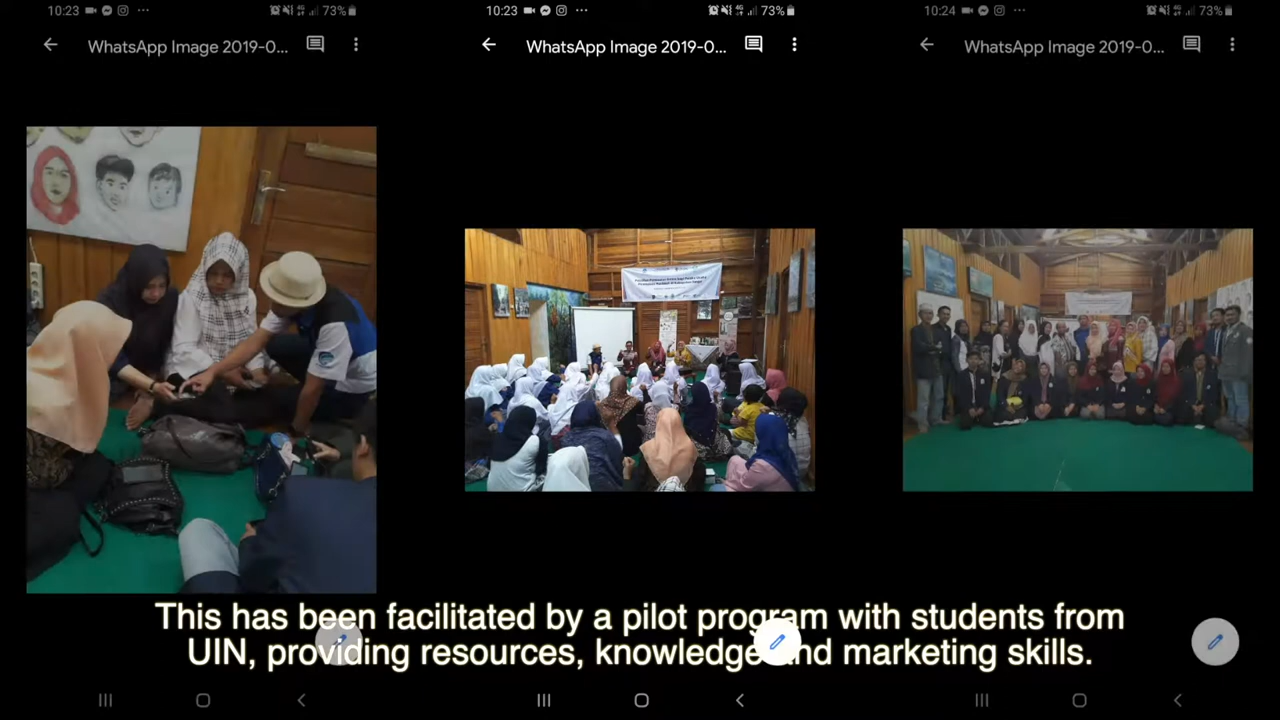 10:23
73%
WhatsApp Image 2019-0...
10:23
73%
WhatsApp Image 2019-0...
10:24
73%
WhatsApp Image 2019-0...
This has been facilitated by a pilot program with students from
UIN, providing resources, knowledge and marketing skills.